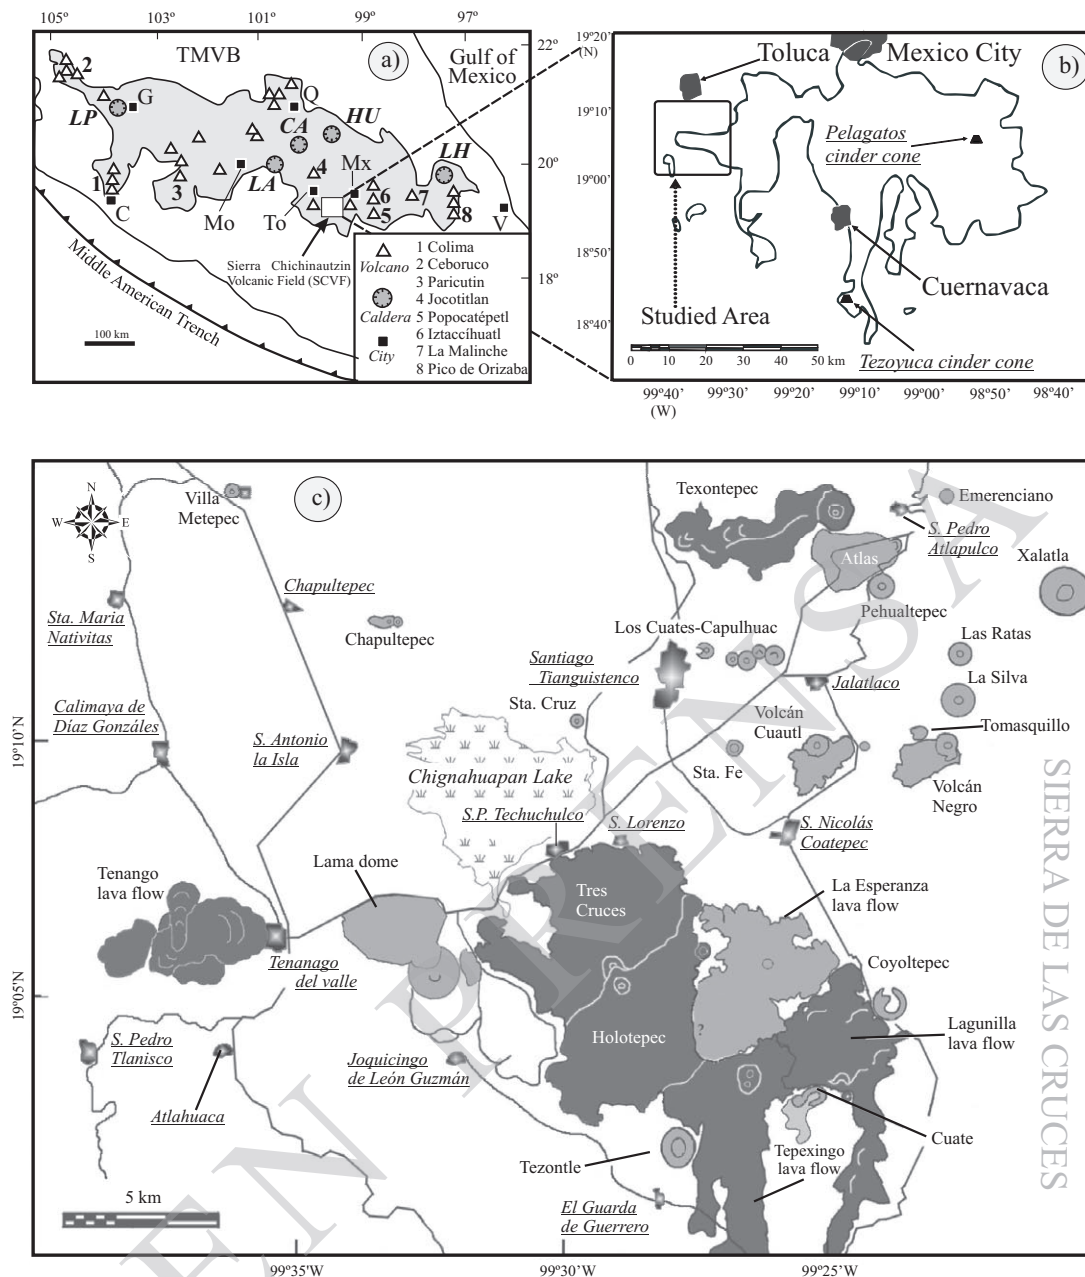 105º
103º
101º
99º
97º
TMVB
a)
Gulf of
Mexico
22º
20º
18º
2
G
LP
Q
CA
HU
LH
1
C
3
Mo
LA
To
4
Mx
6
5
7
8
V
Sierra Chichinautzin
Volcanic Field (SCVF)
Middle American Trench
100 km
Volcano
Caldera
City
1 Colima
2 Ceboruco
3 Paricutin
4 Jocotitlan
5 Popocatépetl
6 Iztaccíhuatl
7 La Malinche
8 Pico de Orizaba
19º20’
(N)
19º10’
19º00’
18º50’
18º40’
Toluca
Mexico City
b)
Pelagatos
cinder cone
Cuernavaca
Studied Area
0 10 20 30 40 50 km
Tezoyuca cinder cone
99º40’
(W)
99º30’
99º20’
99º10’
99º00’
98º50’
98º40’
c)
N
W
E
S
Villa
Metepec
Texontepec
Emerenciano
S. Pedro
Atlapulco
Xalatla
Atlas
Chapultepec
Sta. Maria
Nativitas
Chapultepec
Pehualtepec
Los Cuates-Capulhuac
Las Ratas
Santiago
Tianguistenco
Jalatlaco
La Silva
Calimaya de
Díaz Gonzáles
Sta. Cruz
Volcán
Cuautl
Tomasquillo
S. Antonio
la Isla
Chignahuapan Lake
Sta. Fe
Volcán
Negro
19º10’N
S.P. Techuchulco
S. Lorenzo
S. Nicolás
Coatepec
Lama dome
Tenango
lava flow
Tres
Cruces
La Esperanza
lava flow
Tenanago
del valle
Coyoltepec
19º05’N
Holotepec
?
Lagunilla
lava flow
S. Pedro
Tlanisco
Joquicingo
de León Guzmán
Atlahuaca
Cuate
Tezontle
Tepexingo
lava flow
El Guarda
de Guerrero
5 km
SIERRA DE LAS CRUCES
EN PRENSA
99º35'W
99º30'W
99º25'W